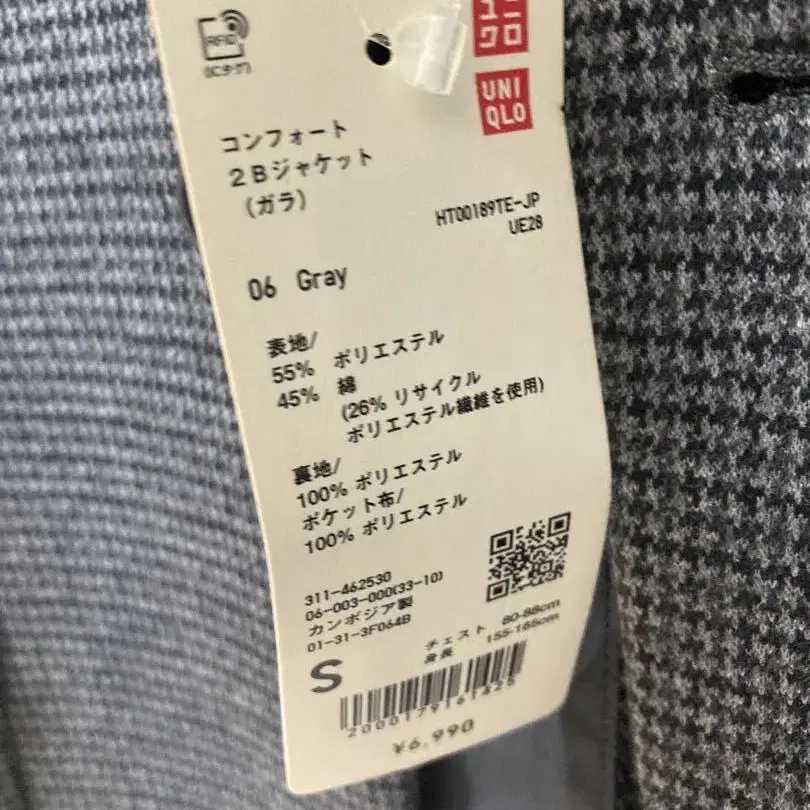 RFID
(ICタグ)
ユニ
クロ
UNI
QLO
コンフォート
2Bジャケット
(ガラ)
HT00189TE-JP
UE28
06 Gray
表地/
55% ポリエステル
45% 綿
(26% リサイクル
ポリエステル繊維を使用)
裏地/
100% ポリエステル
ポケット布/
100% ポリエステル
311-462530
06-003-000(33-10)
カンボジア製
01-31-3F064B
S
チェスト 80-88cm
身長 155-165cm
2000179161825
¥6,990